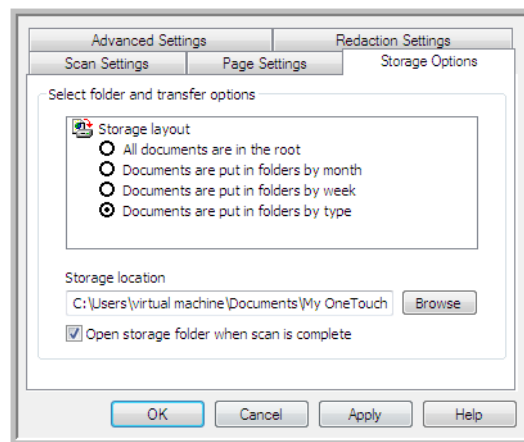 Advanced Settings
Redaction Settings
Scan Settings
Page Settings
Storage Options
Select folder and transfer options
Storage layout
All documents are in the root
Documents are put in folders by month
Documents are put in folders by week
Documents are put in folders by type
Storage location
C:\Users\virtual machine\Documents\My OneTouch
Browse
Open storage folder when scan is complete
OK
Cancel
Apply
Help